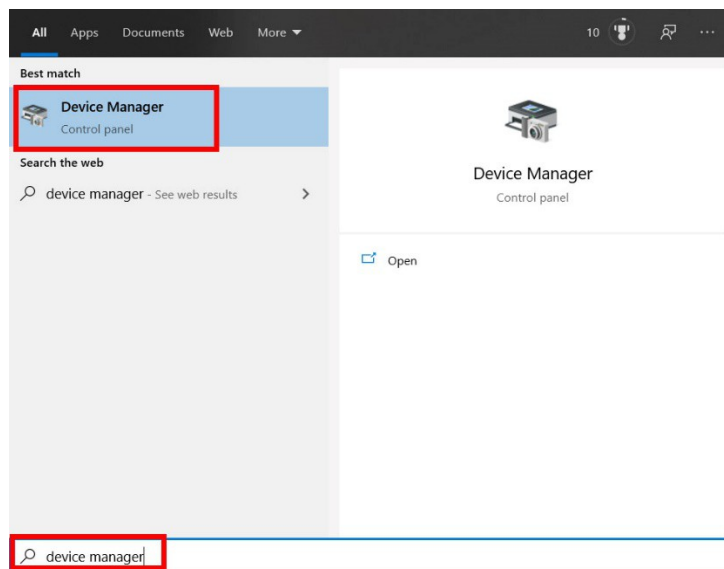 All Apps Documents Web More 10 ...
Best match
Device Manager
Control panel
Search the web
device manager - See web results
Device Manager
Control panel
Open
device manager